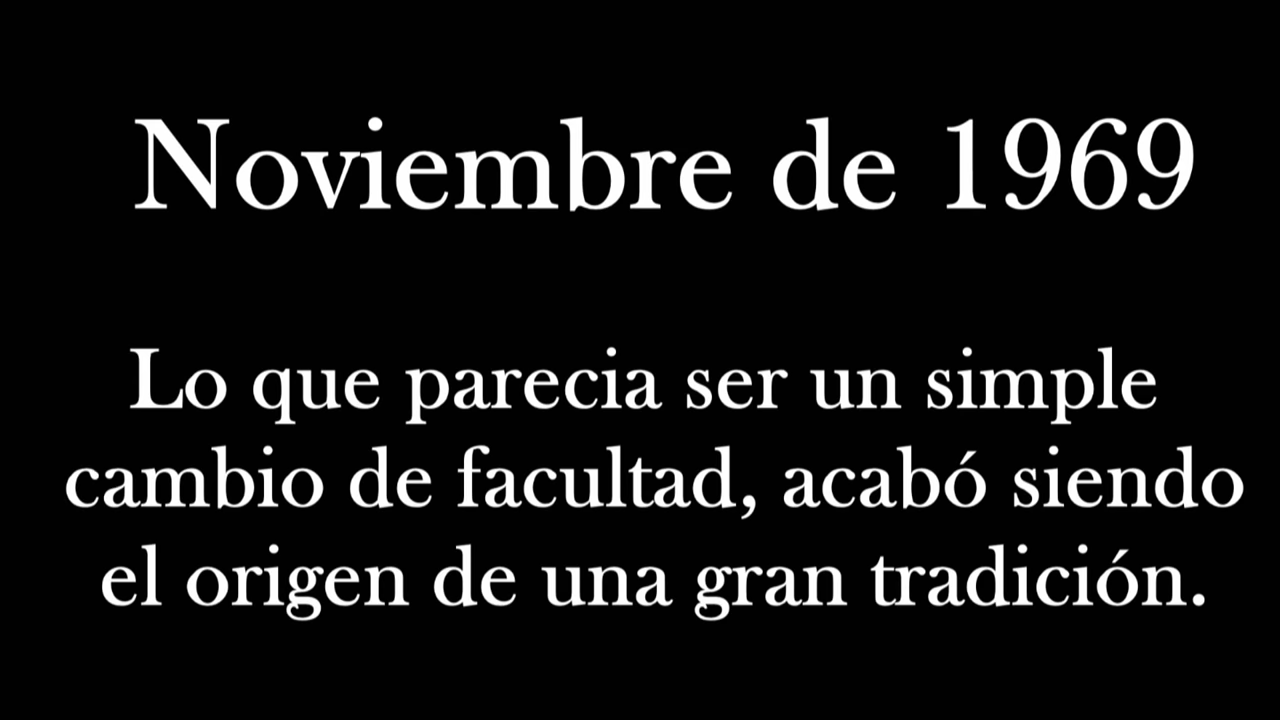 Noviembre de 1969
Lo que parecia ser un simple
cambio de facultad, acabó siendo
el origen de una gran tradición.